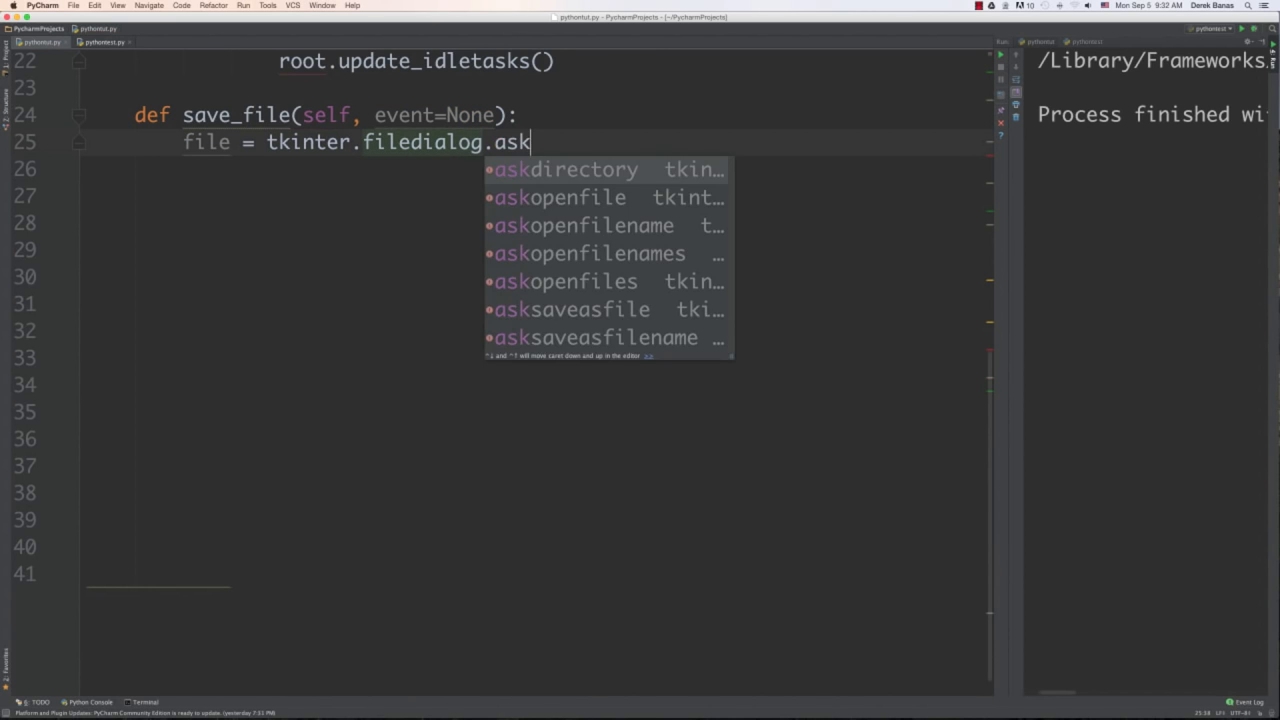 PyCharm File Edit View Navigate Code Refactor Run Tools VCS Window Help
10 Mon Sep 5 9:32 AM Derek Banas
pythontut.py - PycharmProjects - [~/PycharmProjects]
PycharmProjects pythontut.py pythontest
pythontut.py pythontest.py Run: pythontut pythontest
1: Project
Z: Structure
22 root.update_idletasks()
23
24 def save_file(self, event=None):
25 file = tkinter.filedialog.ask
26 askdirectory tkin…
27 askopenfile tkint…
28 askopenfilename t…
29 askopenfilenames …
30 askopenfiles tkin…
31 asksaveasfile tki…
32 asksaveasfilename …
^↓ and ^↑ will move caret down and up in the editor >>
33
34
35
36
37
38
39
40
41
/Library/Frameworks
Process finished wi
4: Run
2: Favorites
6: TODO Python Console Terminal Event Log
Platform and Plugin Updates: PyCharm Community Edition is ready to update. (yesterday 7:51 PM) 25:38 LF÷ UTF-8÷